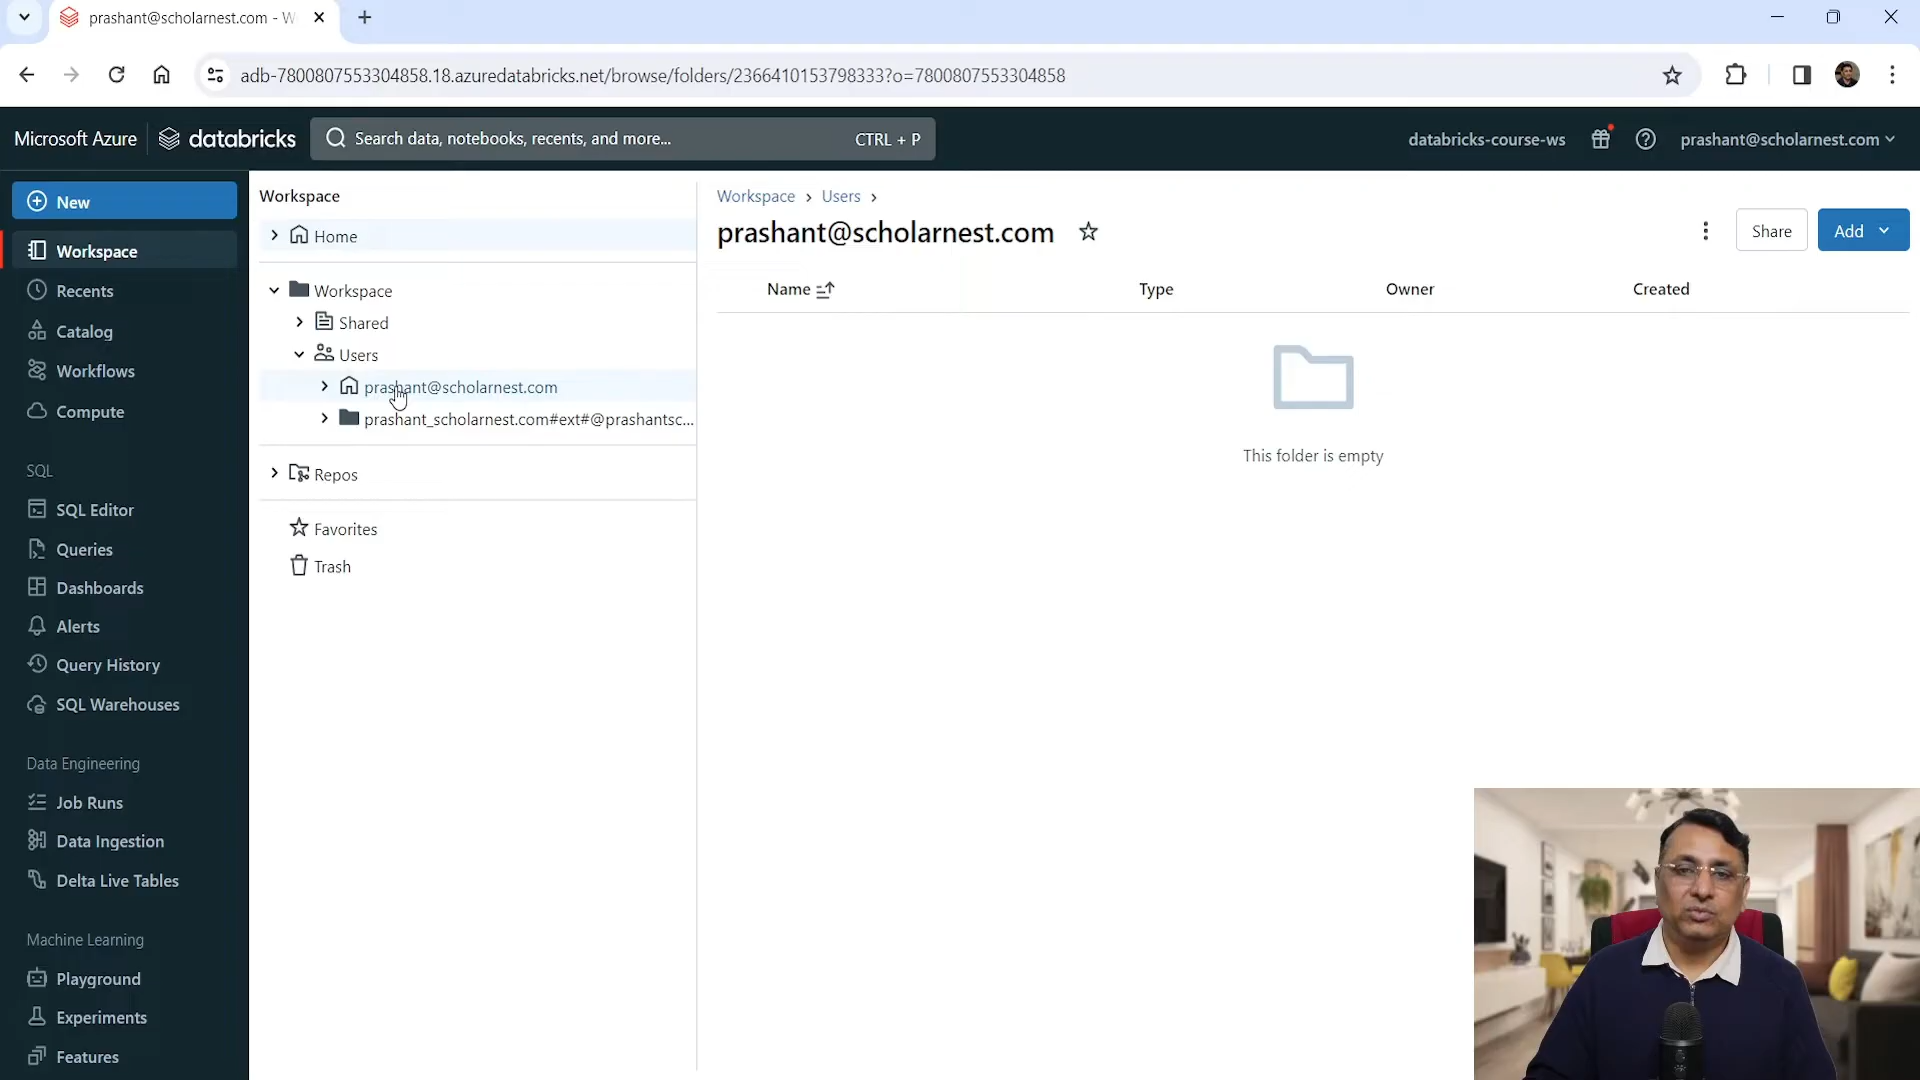 prashant@scholarnest.com - W
adb-7800807553304858.18.azuredatabricks.net/browse/folders/2366410153798333?o=7800807553304858
Microsoft Azure
databricks
Search data, notebooks, recents, and more...
CTRL + P
databricks-course-ws
prashant@scholarnest.com
New
Workspace
Recents
Catalog
Workflows
Compute
SQL
SQL Editor
Queries
Dashboards
Alerts
Query History
SQL Warehouses
Data Engineering
Job Runs
Data Ingestion
Delta Live Tables
Machine Learning
Playground
Experiments
Features
Workspace
Home
Workspace
Shared
Users
prashant@scholarnest.com
prashant_scholarnest.com#ext#@prashantsc...
Repos
Favorites
Trash
Workspace > Users >
prashant@scholarnest.com
Share
Add
Name
Type
Owner
Created
This folder is empty